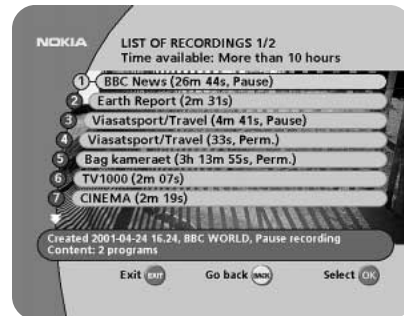 NOKIA
LIST OF RECORDINGS 1/2
Time available: More than 10 hours
1 BBC News (26m 44s, Pause)
2 Earth Report (2m 31s)
3 Viasatsport/Travel (4m 41s, Pause)
4 Viasatsport/Travel (33s, Perm.)
5 Bag kameraet (3h 13m 55s, Perm.)
6 TV1000 (2m 07s)
7 CINEMA (2m 19s)
Created 2001-04-24 16.24, BBC WORLD, Pause recording
Content: 2 programs
Exit EXIT Go back BACK Select OK